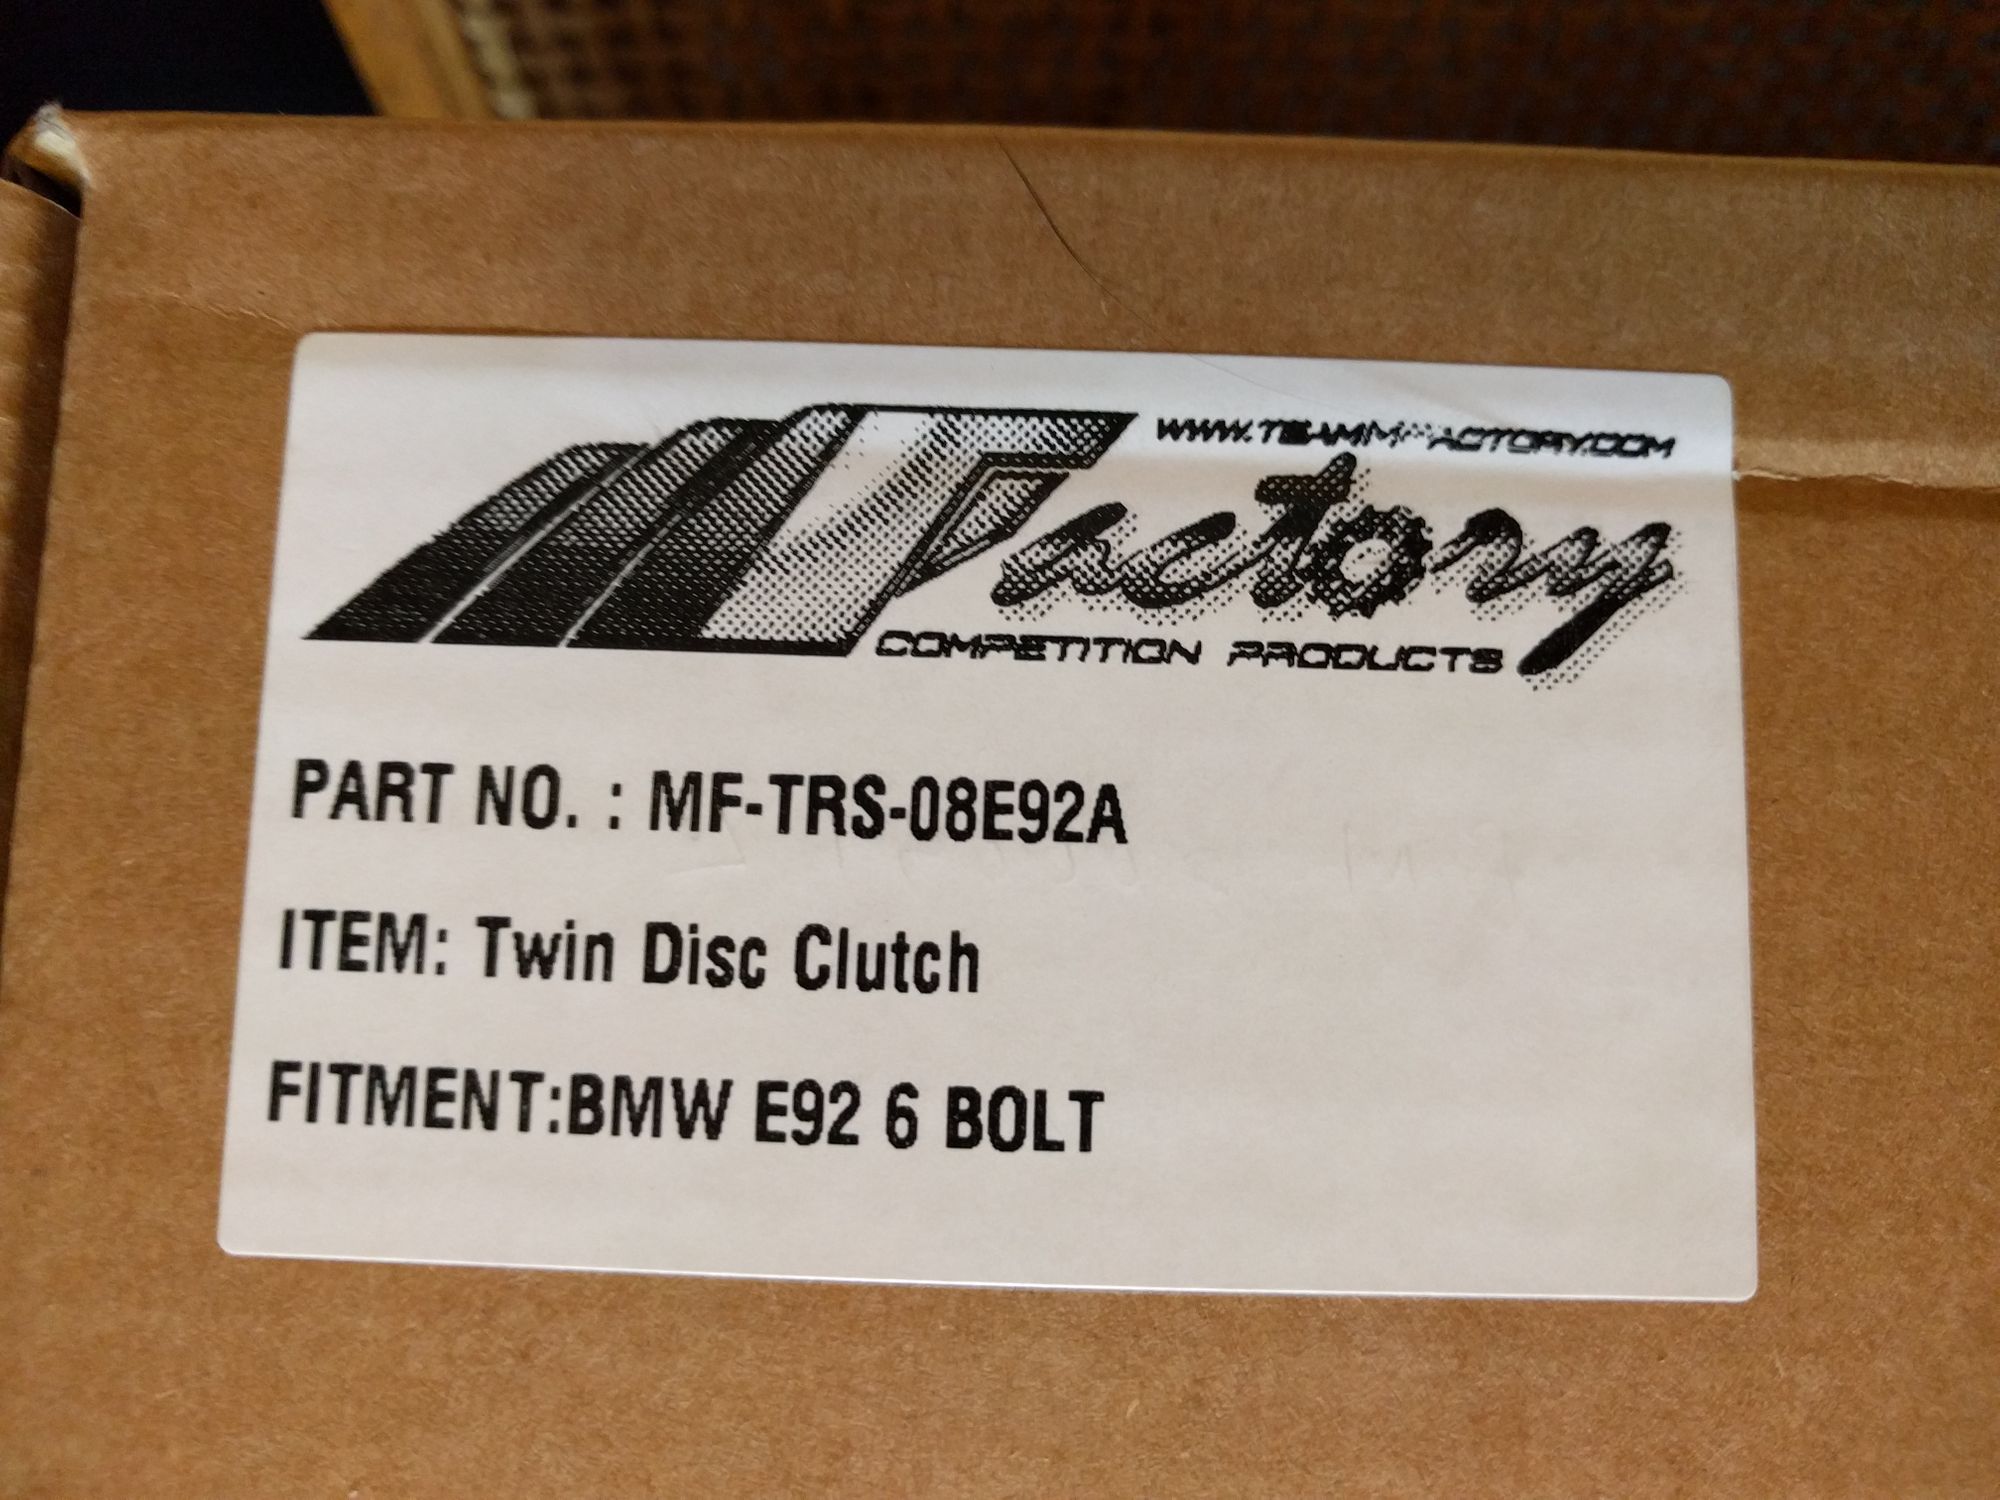 WWW.TEAMMFACTORY.COM
MFactory
COMPETITION PRODUCTS
PART NO. : MF-TRS-08E92A
ITEM: Twin Disc Clutch
FITMENT:BMW E92 6 BOLT